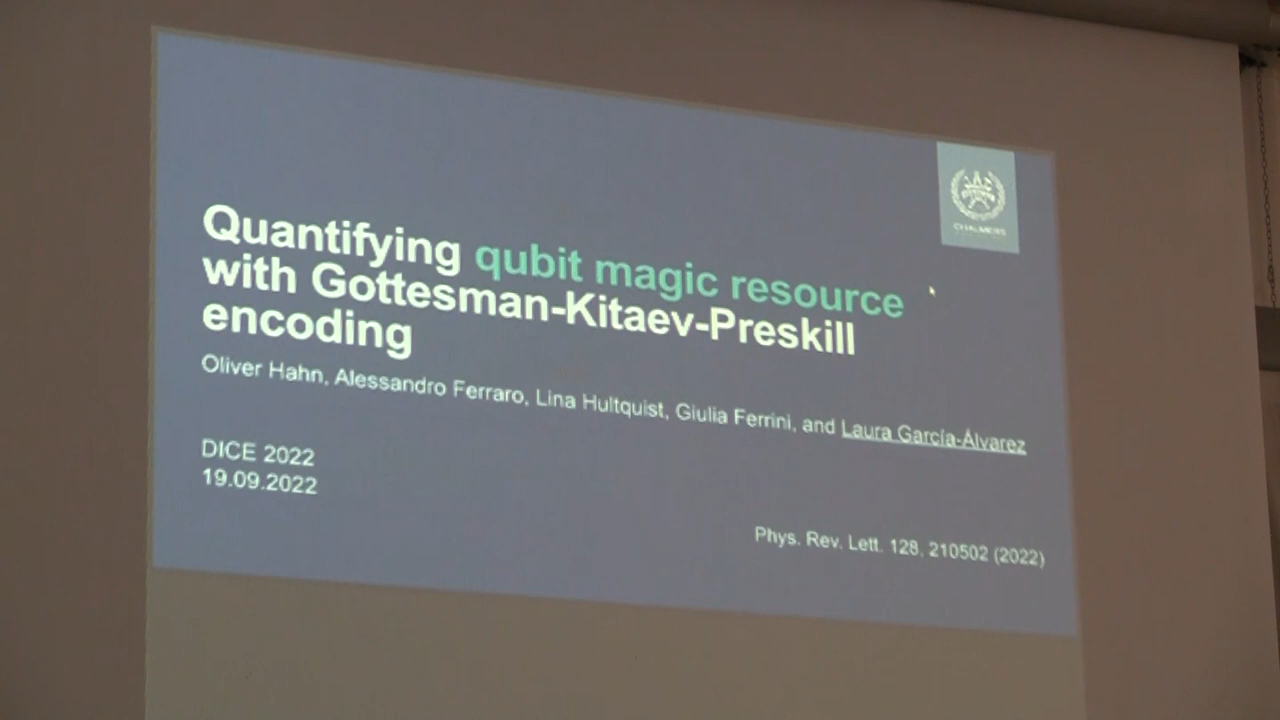 CHALMERS
Quantifying qubit magic resource
with Gottesman-Kitaev-Preskill
encoding
Oliver Hahn, Alessandro Ferraro, Lina Hultquist, Giulia Ferrini, and Laura García-Álvarez
DICE 2022
19.09.2022
Phys. Rev. Lett. 128, 210502 (2022)